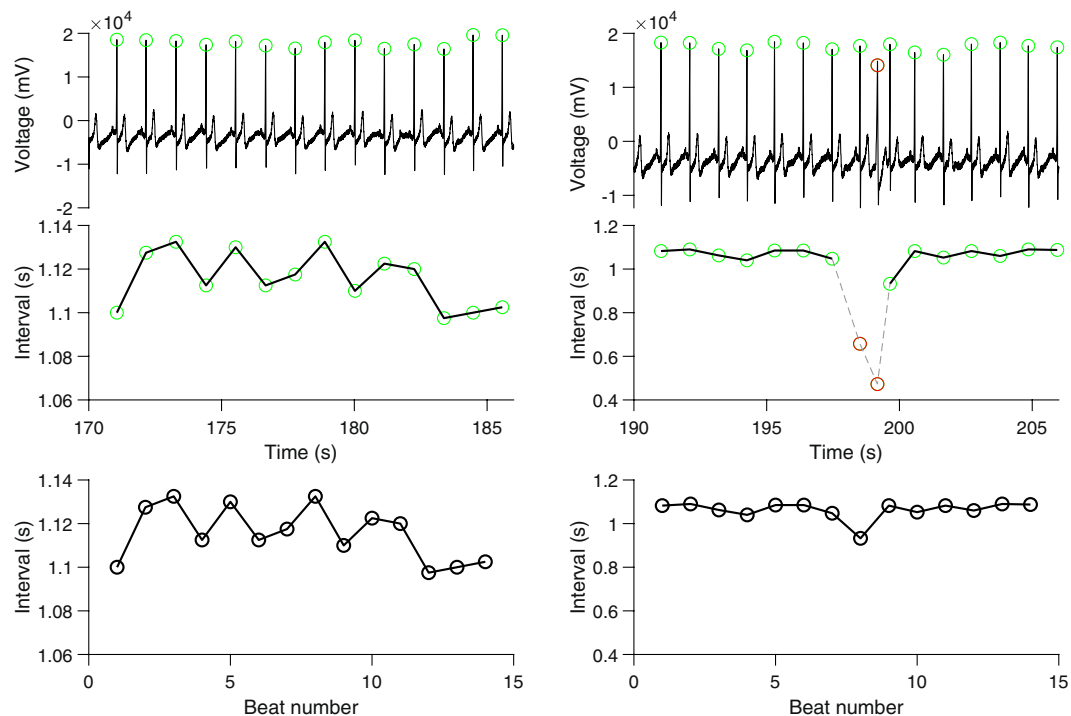 ×10⁴
2
1
0
-1
-2
Voltage (mV)
×10⁴
2
1
0
-1
Voltage (mV)
1.14
1.12
1.1
1.08
1.06
Interval (s)
170 175 180 185
Time (s)
1.2
1
0.8
0.6
0.4
Interval (s)
190 195 200 205
Time (s)
1.14
1.12
1.1
1.08
1.06
Interval (s)
0 5 10 15
Beat number
1.2
1
0.8
0.6
0.4
Interval (s)
0 5 10 15
Beat number